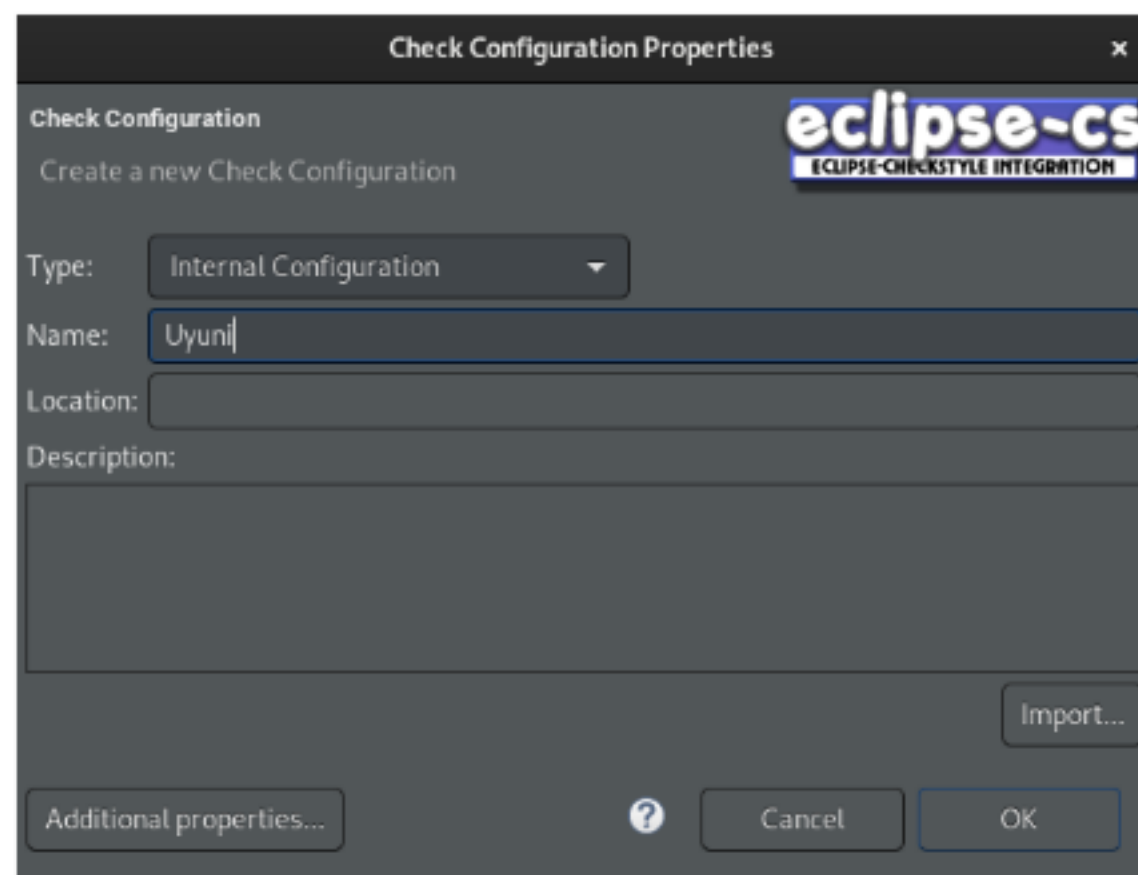 Check Configuration Properties ×
Check Configuration
eclipse-cs
Create a new Check Configuration
ECLIPSE-CHECKSTYLE INTEGRATION
Type: Internal Configuration
Name: Uyuni
Location:
Description:
Import...
Additional properties... ? Cancel OK